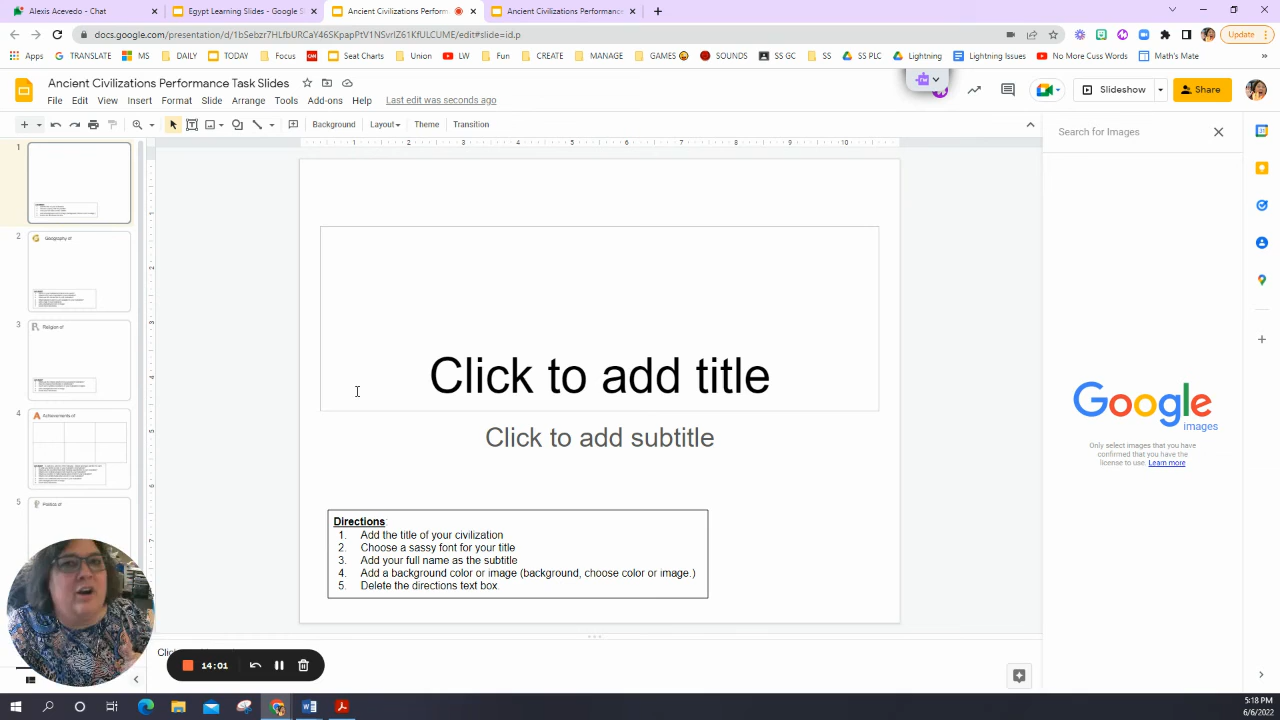 Alexis Acevedo - Chat
Egypt Learning Slides - Google S
Ancient Civilizations Perform
Ancient Civilizations Performance
docs.google.com/presentation/d/1bSebzr7HLfbURCaY46SKpapPtV1NSvrIZ61KfULCUME/edit#slide=id.p
Update
TRANSLATE
MS
DAILY
TODAY
Focus
CNN
Seat Charts
Union
LW
Fun
CREATE
MANAGE
GAMES
SOUNDS
SS GC
SS
SS PLC
Lightning
Lightning Issues
No More Cuss Words
Math's Mate
Ancient Civilizations Performance Task Slides
File Edit View Insert Format Slide Arrange Tools Add-ons Help Last edit was seconds ago
Slideshow
Share
Background Layout Theme Transition
Search for Images
1
2
Geography of
3
Religion of
4
Achievements of
5
Politics of
Click to add title
Click to add subtitle
Directions
1. Add the title of your civilization
2. Choose a sassy font for your title
3. Add your full name as the subtitle
4. Add a background color or image (background, choose color or image.)
5. Delete the directions text box.
Google
images
Only select images that you have
confirmed that you have the
license to use. Learn more
14:01
5:18 PM
6/6/2022